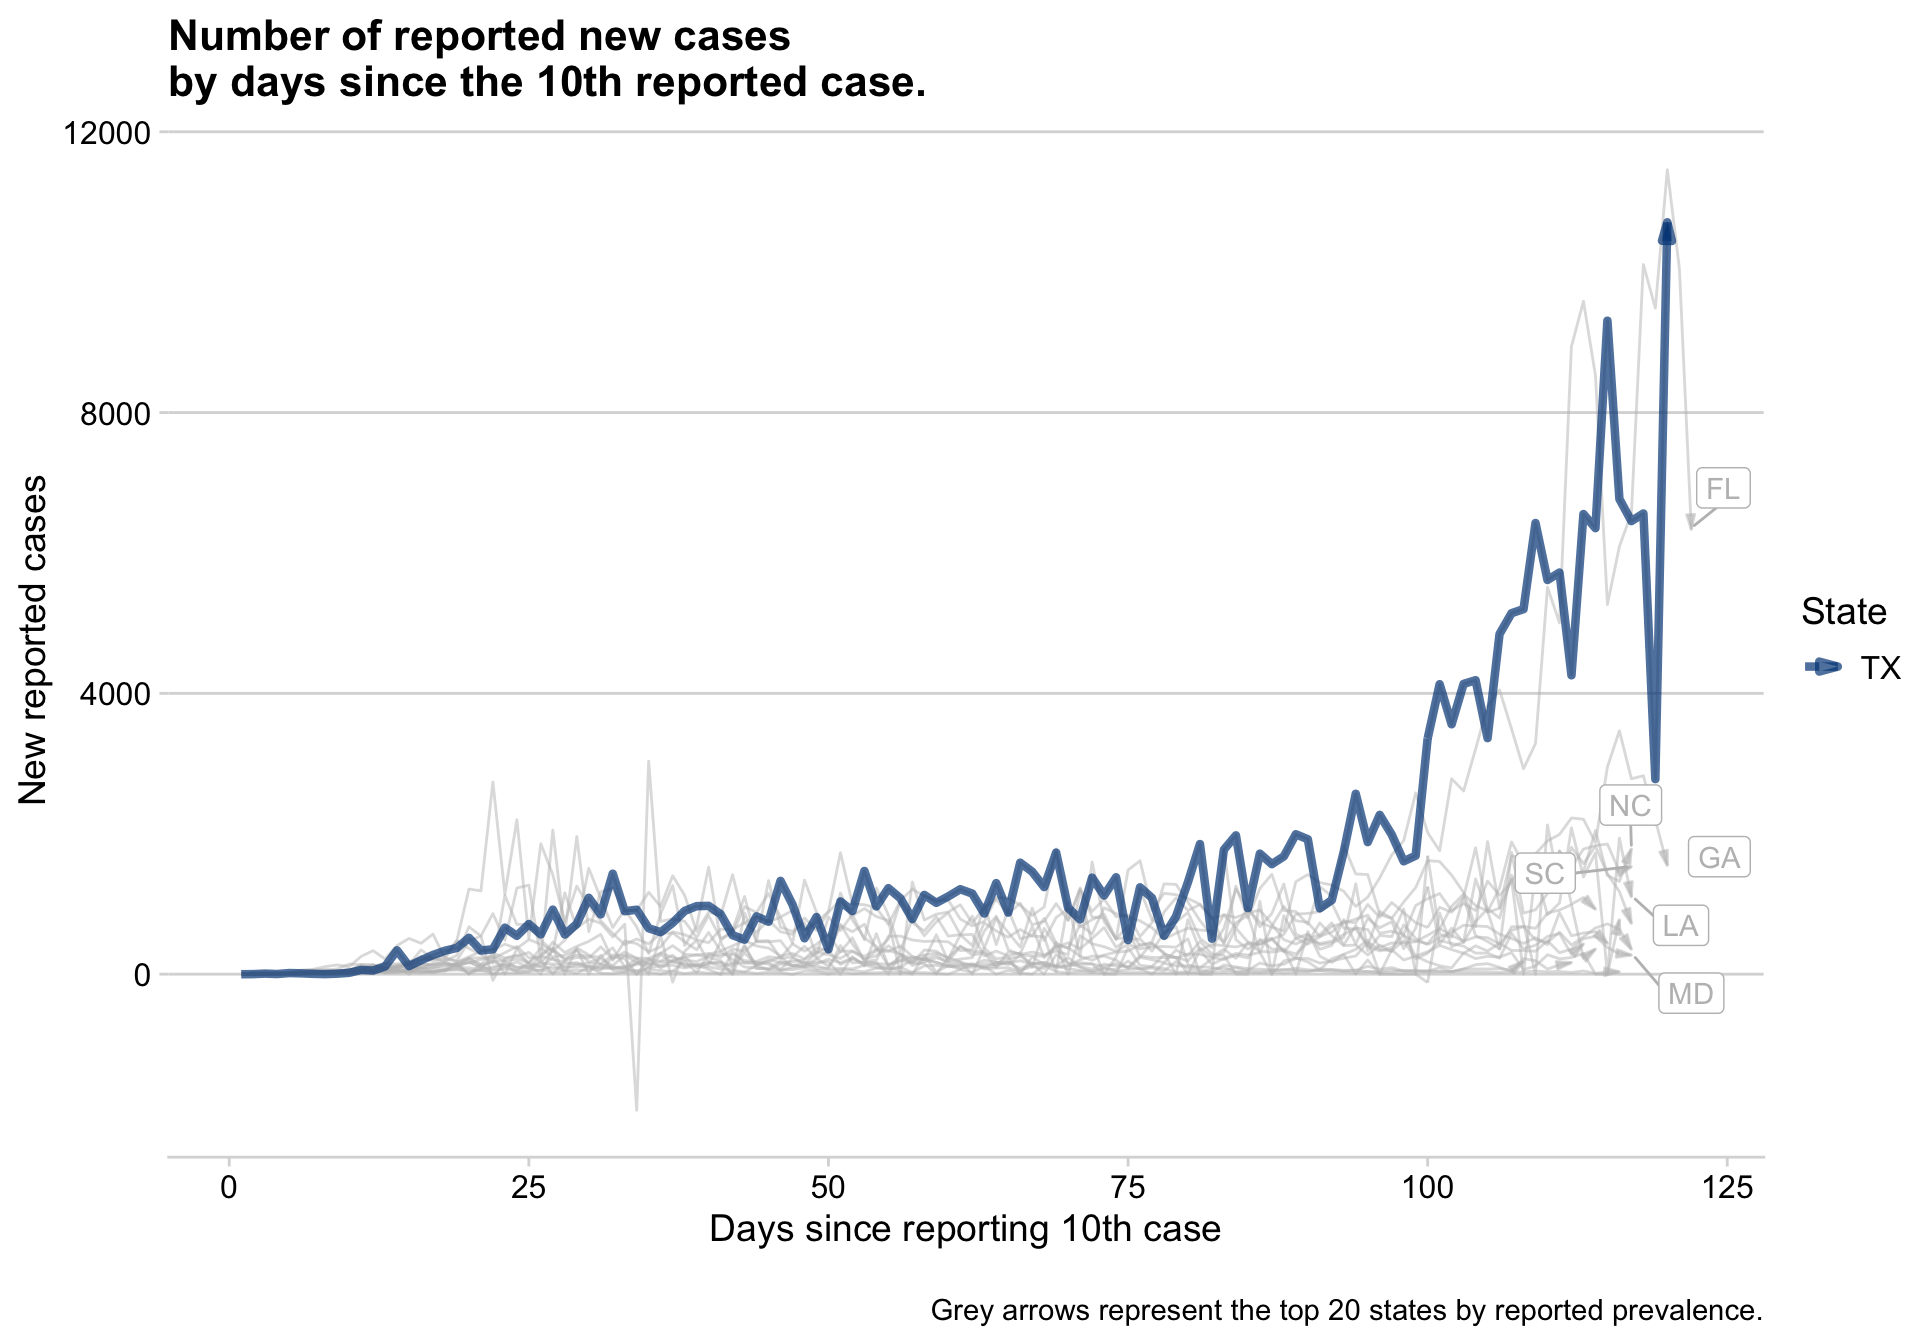 Number of reported new cases
by days since the 10th reported case.
12000
8000
4000
0
New reported cases
FL
NC
GA
SC
LA
MD
State
TX
0 25 50 75 100 125
Days since reporting 10th case
Grey arrows represent the top 20 states by reported prevalence.